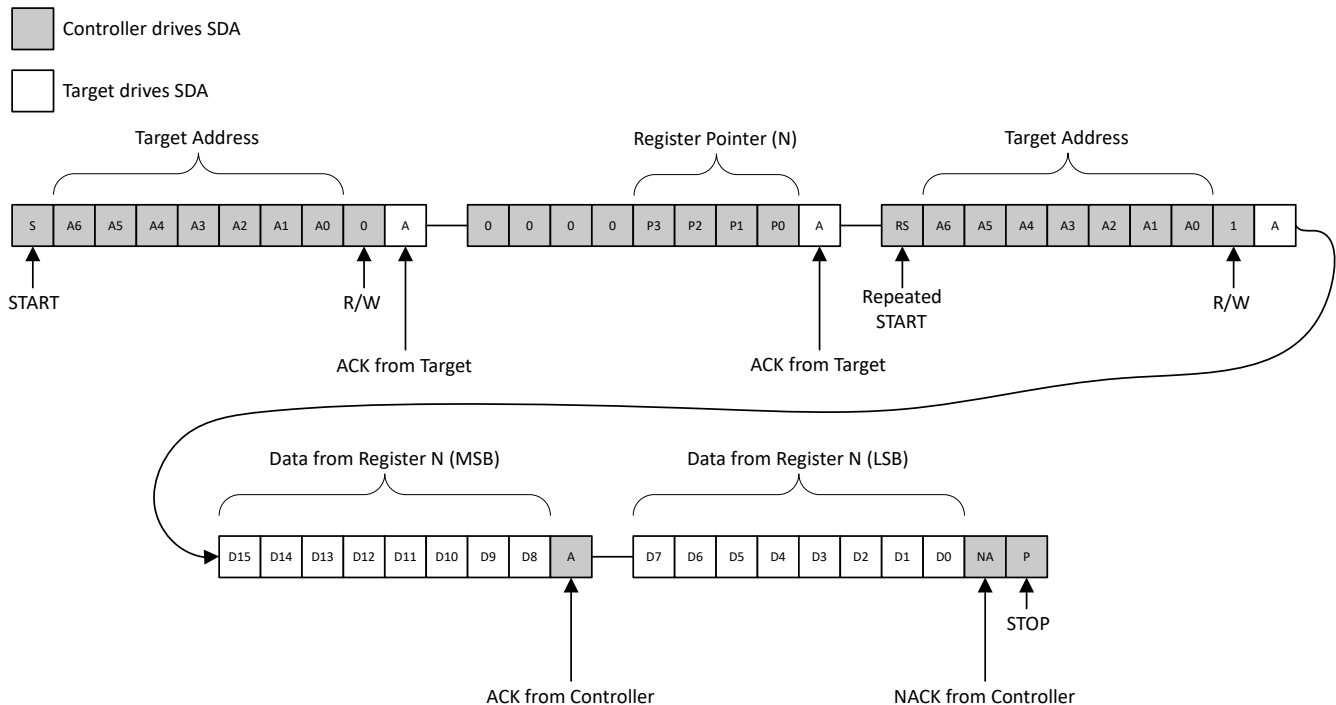 Controller drives SDA
Target drives SDA
Target Address
Register Pointer (N)
Target Address
S A6 A5 A4 A3 A2 A1 A0 0 A 0 0 0 0 P3 P2 P1 P0 A RS A6 A5 A4 A3 A2 A1 A0 1 A
START
R/W
Repeated
START
R/W
ACK from Target
ACK from Target
Data from Register N (MSB)
Data from Register N (LSB)
D15 D14 D13 D12 D11 D10 D9 D8 A D7 D6 D5 D4 D3 D2 D1 D0 NA P
STOP
ACK from Controller
NACK from Controller